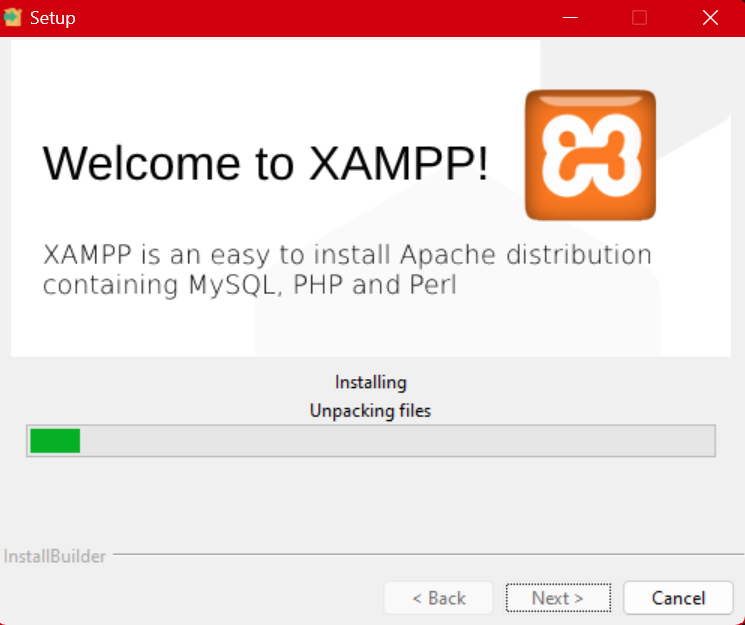 Setup
Welcome to XAMPP!
XAMPP is an easy to install Apache distribution
containing MySQL, PHP and Perl
Installing
Unpacking files
InstallBuilder
< Back
Next >
Cancel